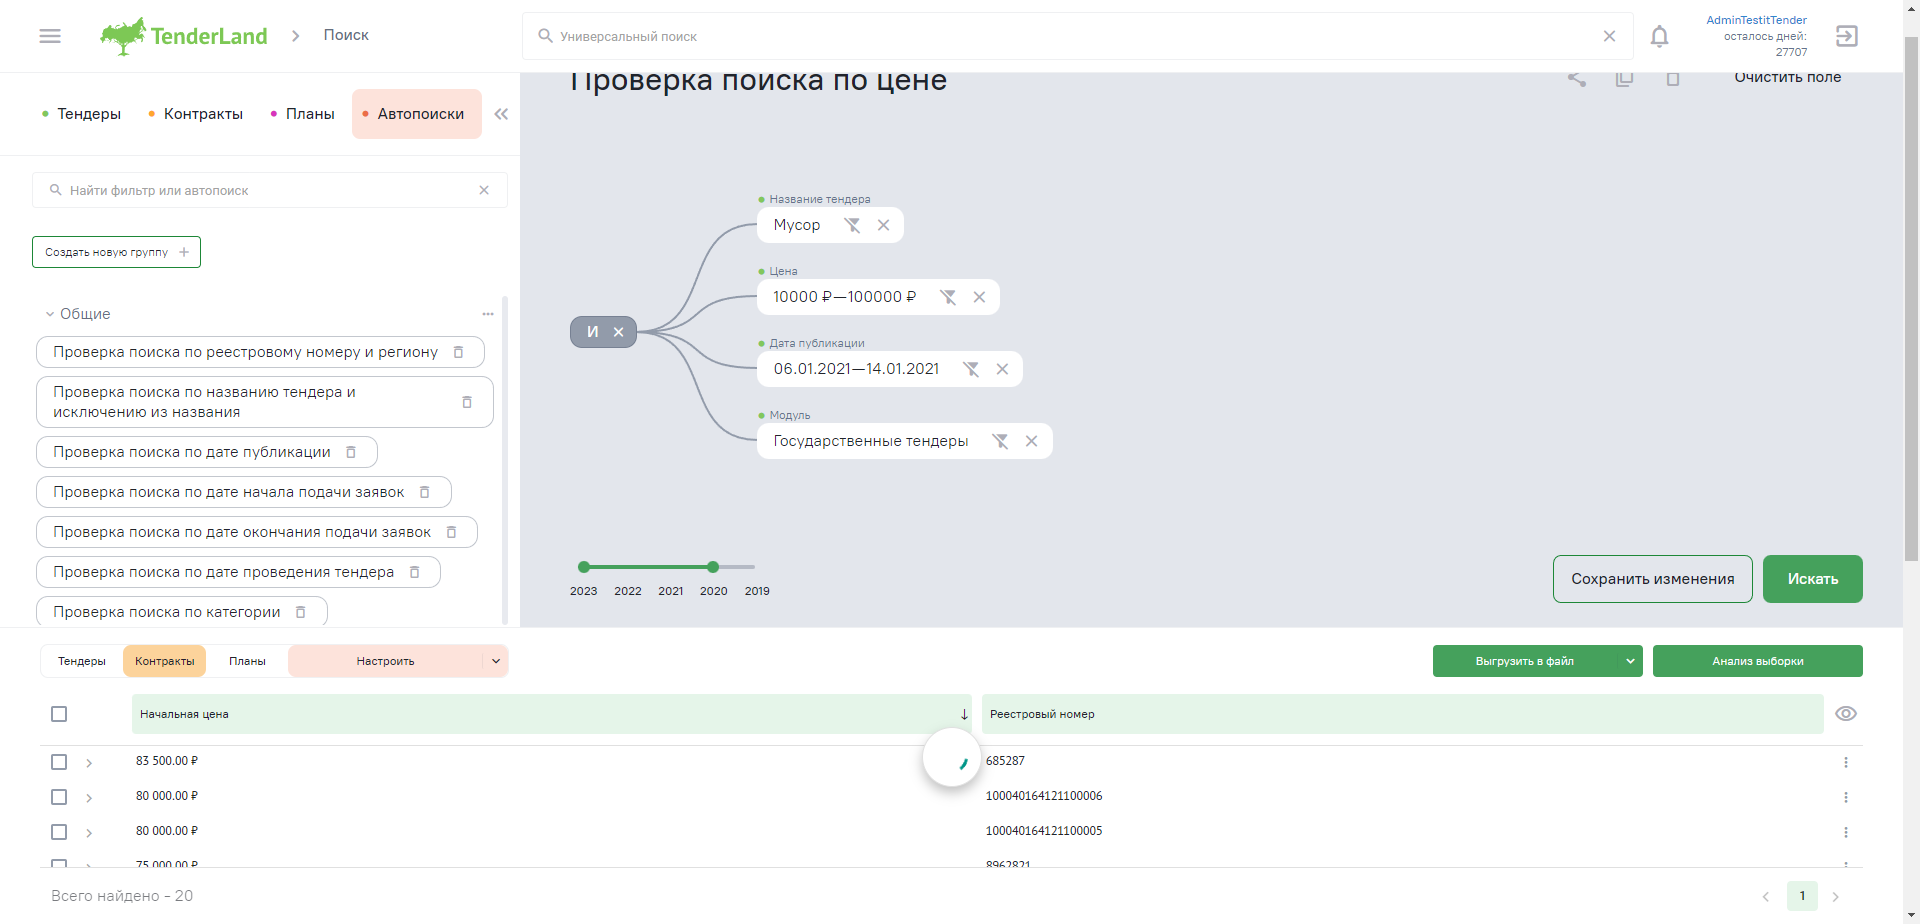 TenderLand
Поиск
Универсальный поиск
AdminTestitTender
осталось дней:
27707
Тендеры
Контракты
Планы
Автопоиски
Найти фильтр или автопоиск
Создать новую группу
Общие
Проверка поиска по реестровому номеру и региону
Проверка поиска по названию тендера и
исключению из названия
Проверка поиска по дате публикации
Проверка поиска по дате начала подачи заявок
Проверка поиска по дате окончания подачи заявок
Проверка поиска по дате проведения тендера
Проверка поиска по категории
Проверка поиска по цене
Очистить поле
И
Название тендера
Мусор
Цена
10000 ₽—100000 ₽
Дата публикации
06.01.2021—14.01.2021
Модуль
Государственные тендеры
2023 2022 2021 2020 2019
Сохранить изменения
Искать
Тендеры
Контракты
Планы
Настроить
Выгрузить в файл
Анализ выборки
Начальная цена
Реестровый номер
83 500.00 ₽ 685287
80 000.00 ₽ 100040164121100006
80 000.00 ₽ 100040164121100005
75 000.00 ₽ 8962821
Всего найдено - 20
1